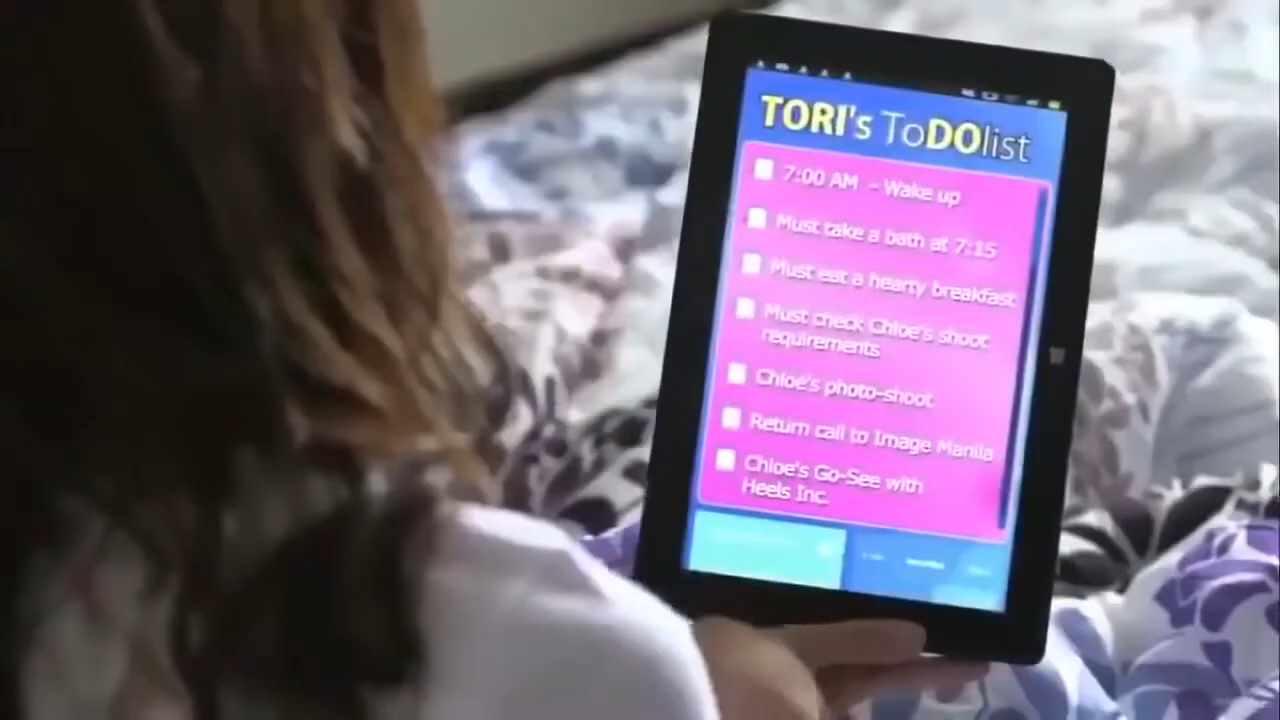 TORI's ToDOlist
7:00 AM - Wake up
Must take a bath at 7:15
Must eat a hearty breakfast
Must check Chloe's shoot
requirements
Chloe's photo-shoot
Return call to Image Manila
Chloe's Go-See with
Heels Inc.